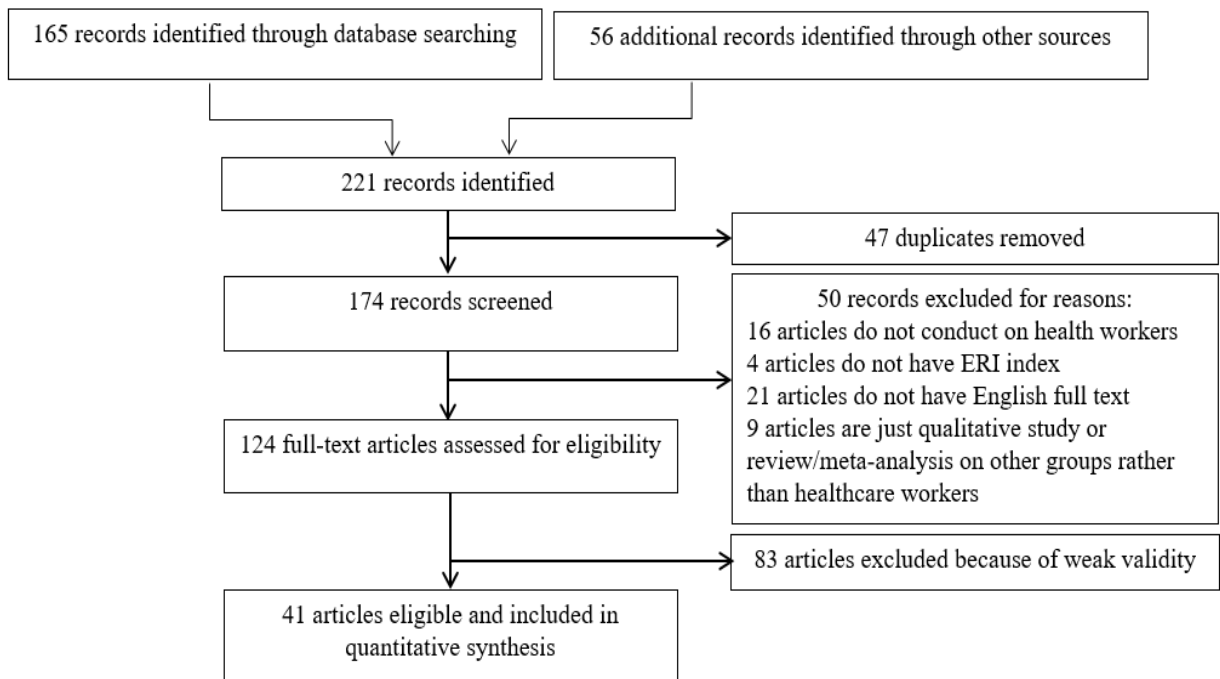 165 records identified through database searching
56 additional records identified through other sources
221 records identified
47 duplicates removed
174 records screened
50 records excluded for reasons:
16 articles do not conduct on health workers
4 articles do not have ERI index
21 articles do not have English full text
9 articles are just qualitative study or
review/meta-analysis on other groups rather
than healthcare workers
124 full-text articles assessed for eligibility
83 articles excluded because of weak validity
41 articles eligible and included in
quantitative synthesis